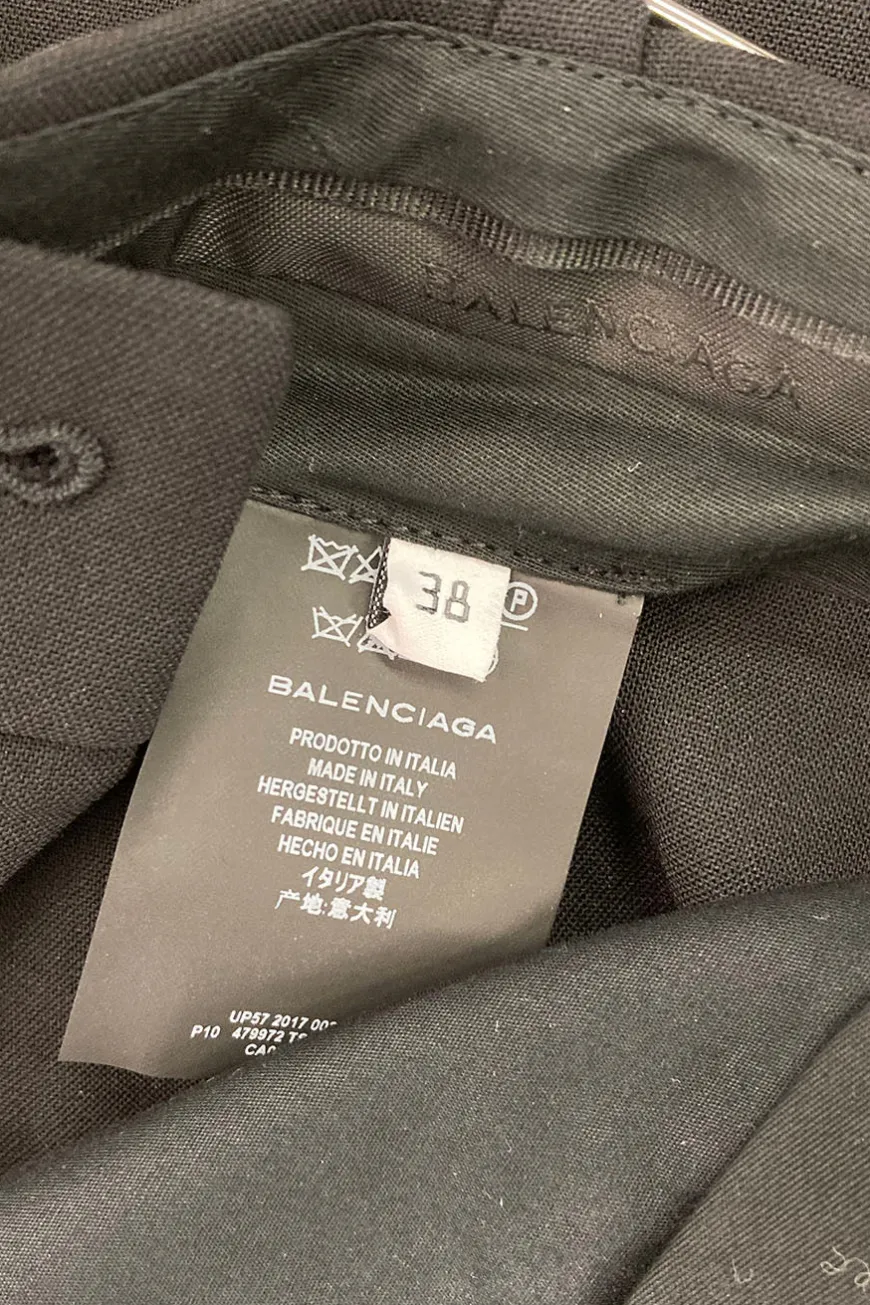 BALENCIAGA
38
P
BALENCIAGA
PRODOTTO IN ITALIA
MADE IN ITALY
HERGESTELLT IN ITALIEN
FABRIQUE EN ITALIE
HECHO EN ITALIA
イタリア製
产地:意大利
UP57 2017
P10 479972